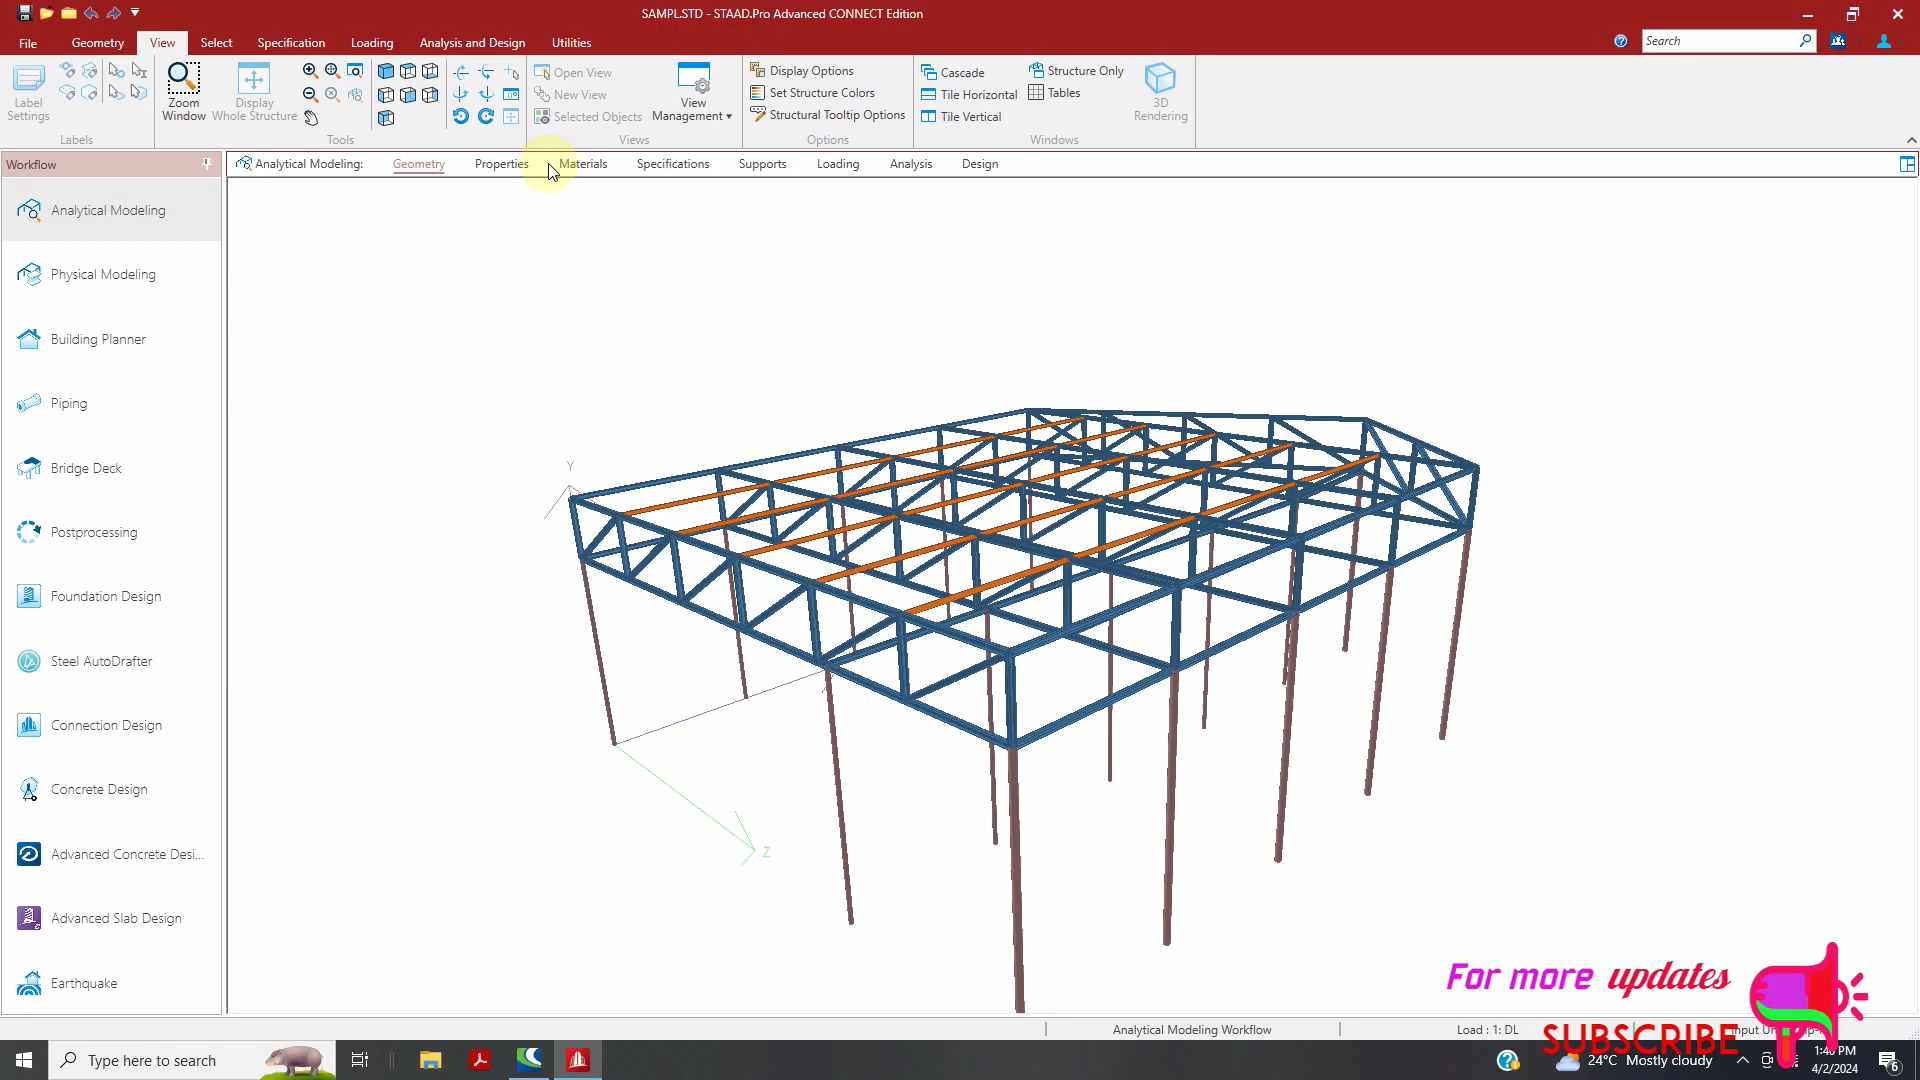 SAMPL.STD - STAAD.Pro Advanced CONNECT Edition
File Geometry View Select Specification Loading Analysis and Design Utilities
Search
Label Settings
Labels
Zoom Window
Display Whole Structure
Tools
Open View
New View
Selected Objects
View Management
Views
Display Options
Set Structure Colors
Structural Tooltip Options
Options
Cascade
Tile Horizontal
Tile Vertical
Structure Only
Tables
Windows
3D Rendering
Workflow
Analytical Modeling: Geometry Properties Materials Specifications Supports Loading Analysis Design
Analytical Modeling
Physical Modeling
Building Planner
Piping
Bridge Deck
Postprocessing
Foundation Design
Steel AutoDrafter
Connection Design
Concrete Design
Advanced Concrete Desi...
Advanced Slab Design
Earthquake
Y
Z
For more updates
SUBSCRIBE
Analytical Modeling Workflow
Load : 1: DL
Input
Type here to search
24°C Mostly cloudy
1:40 PM
4/2/2024
6